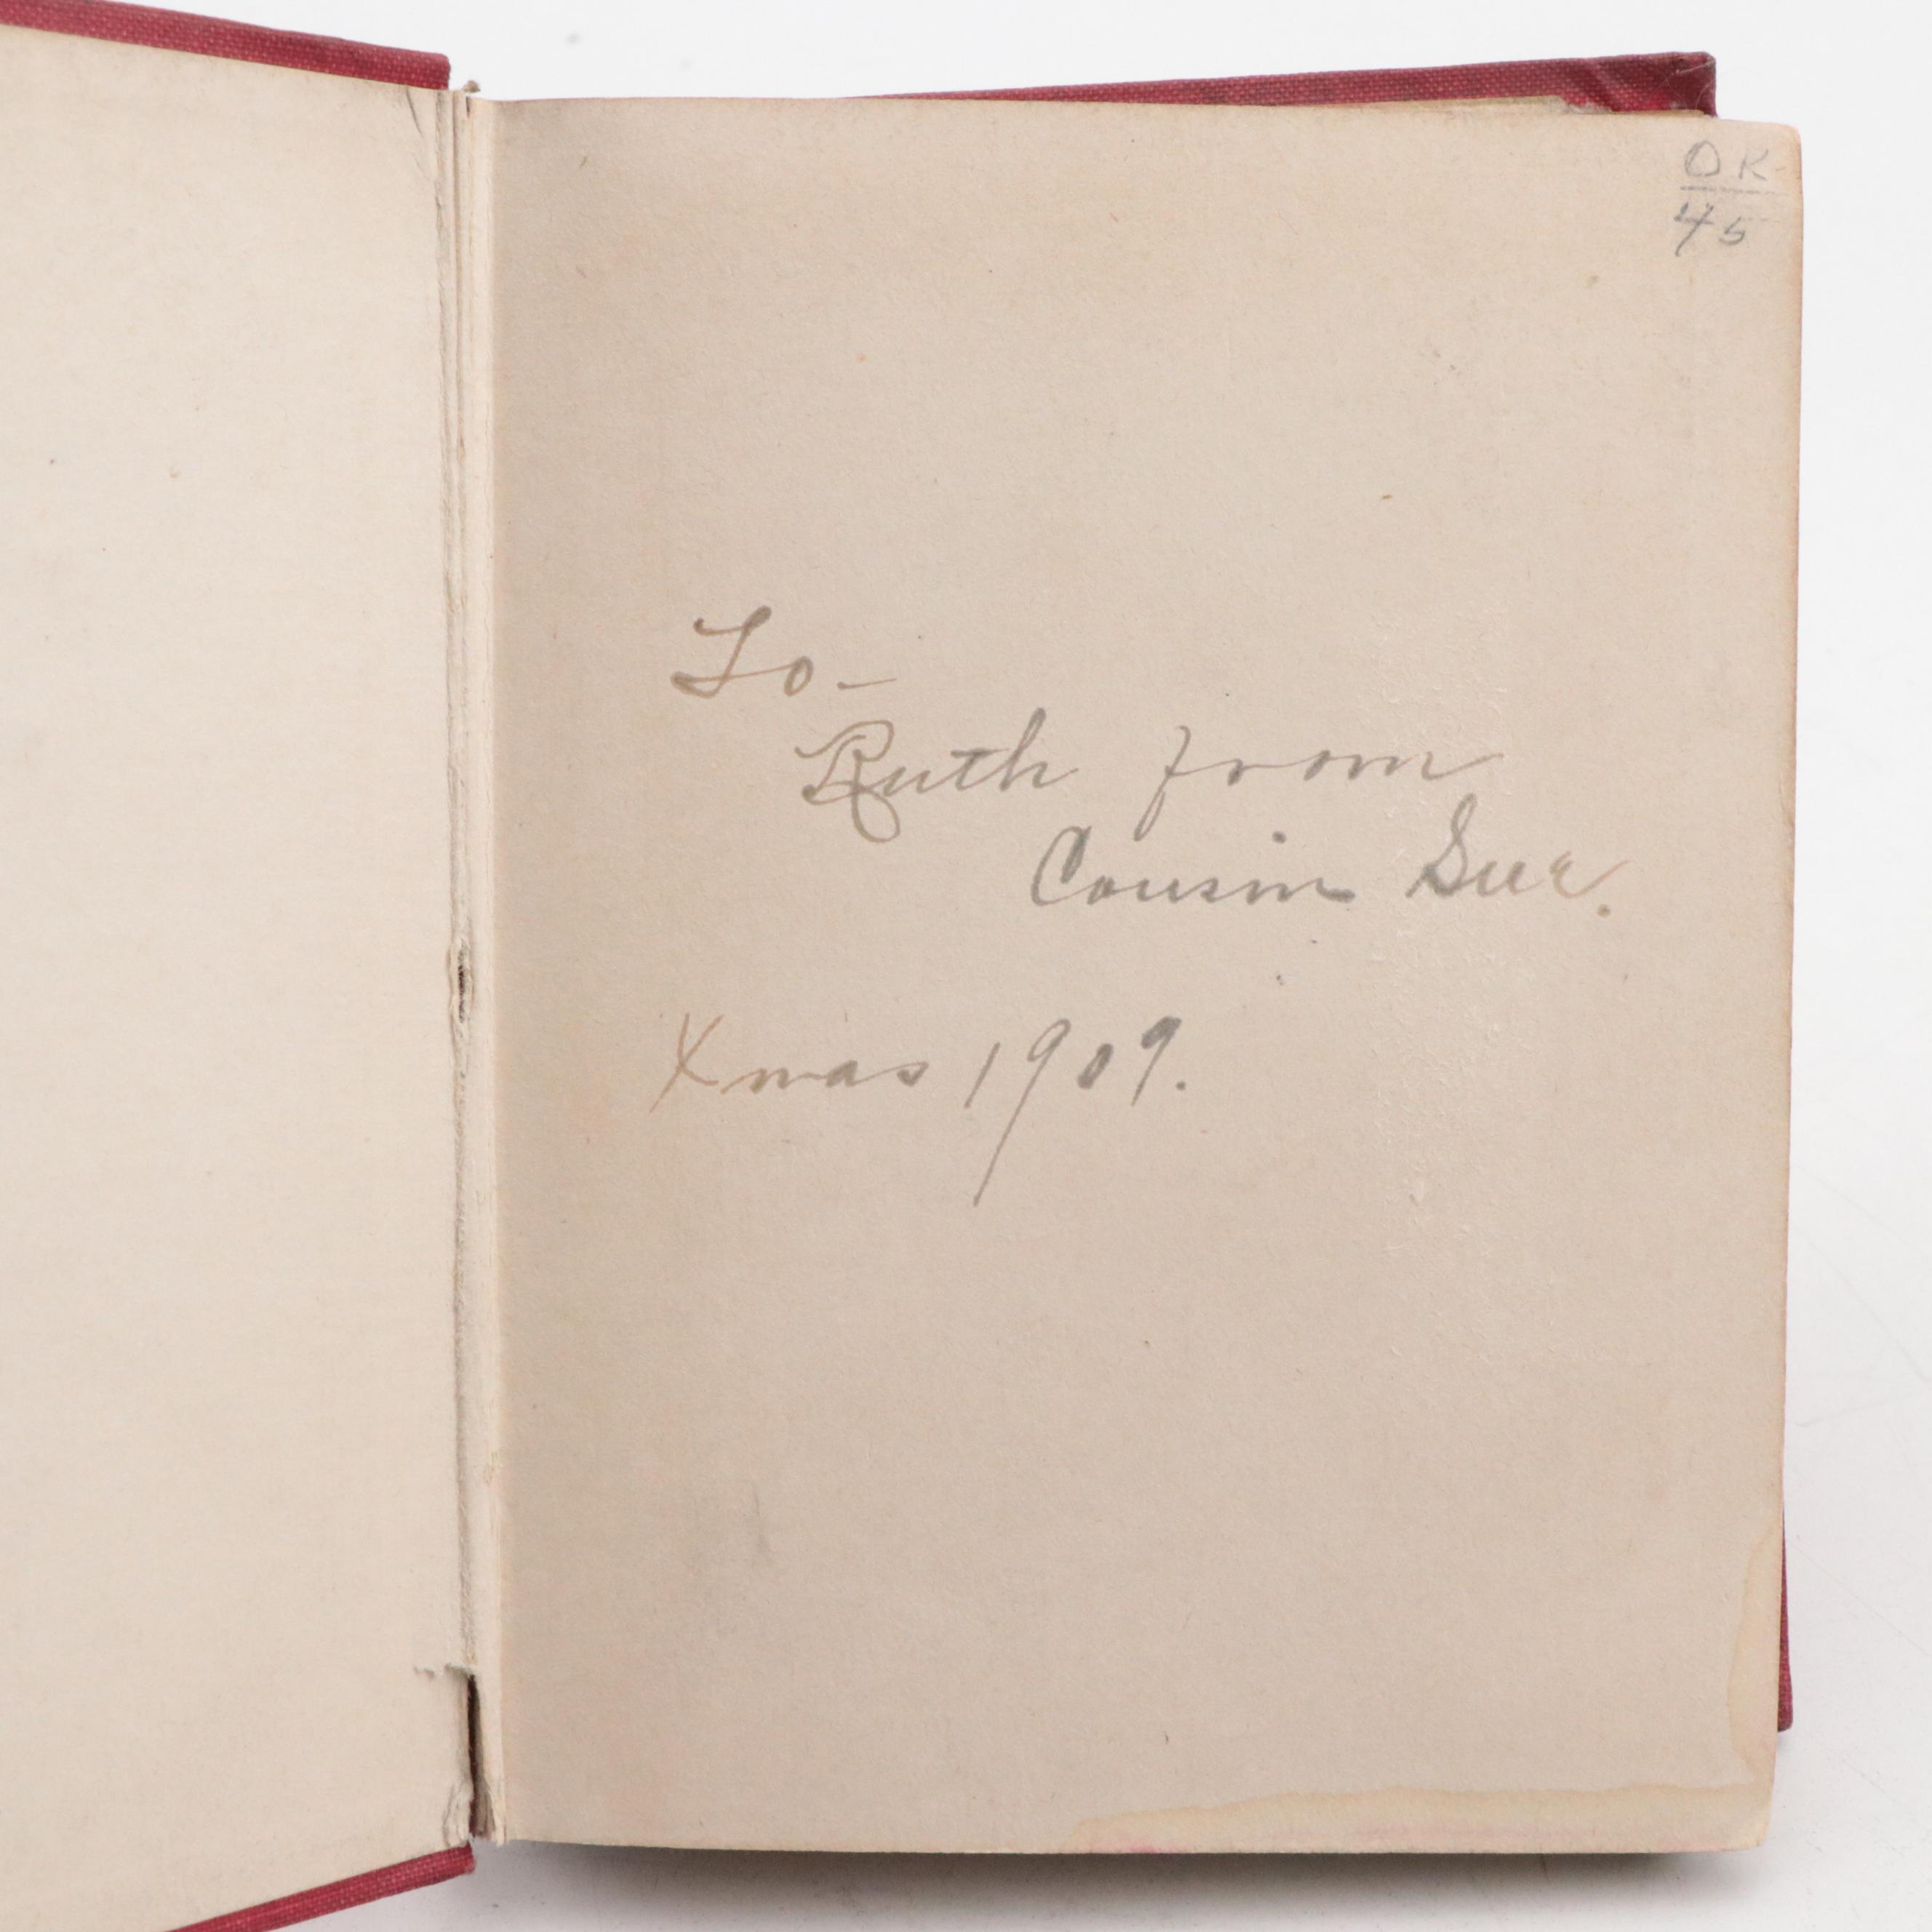 OK
45
To-
Ruth from
Cousin Sue.
Xmas 1909.